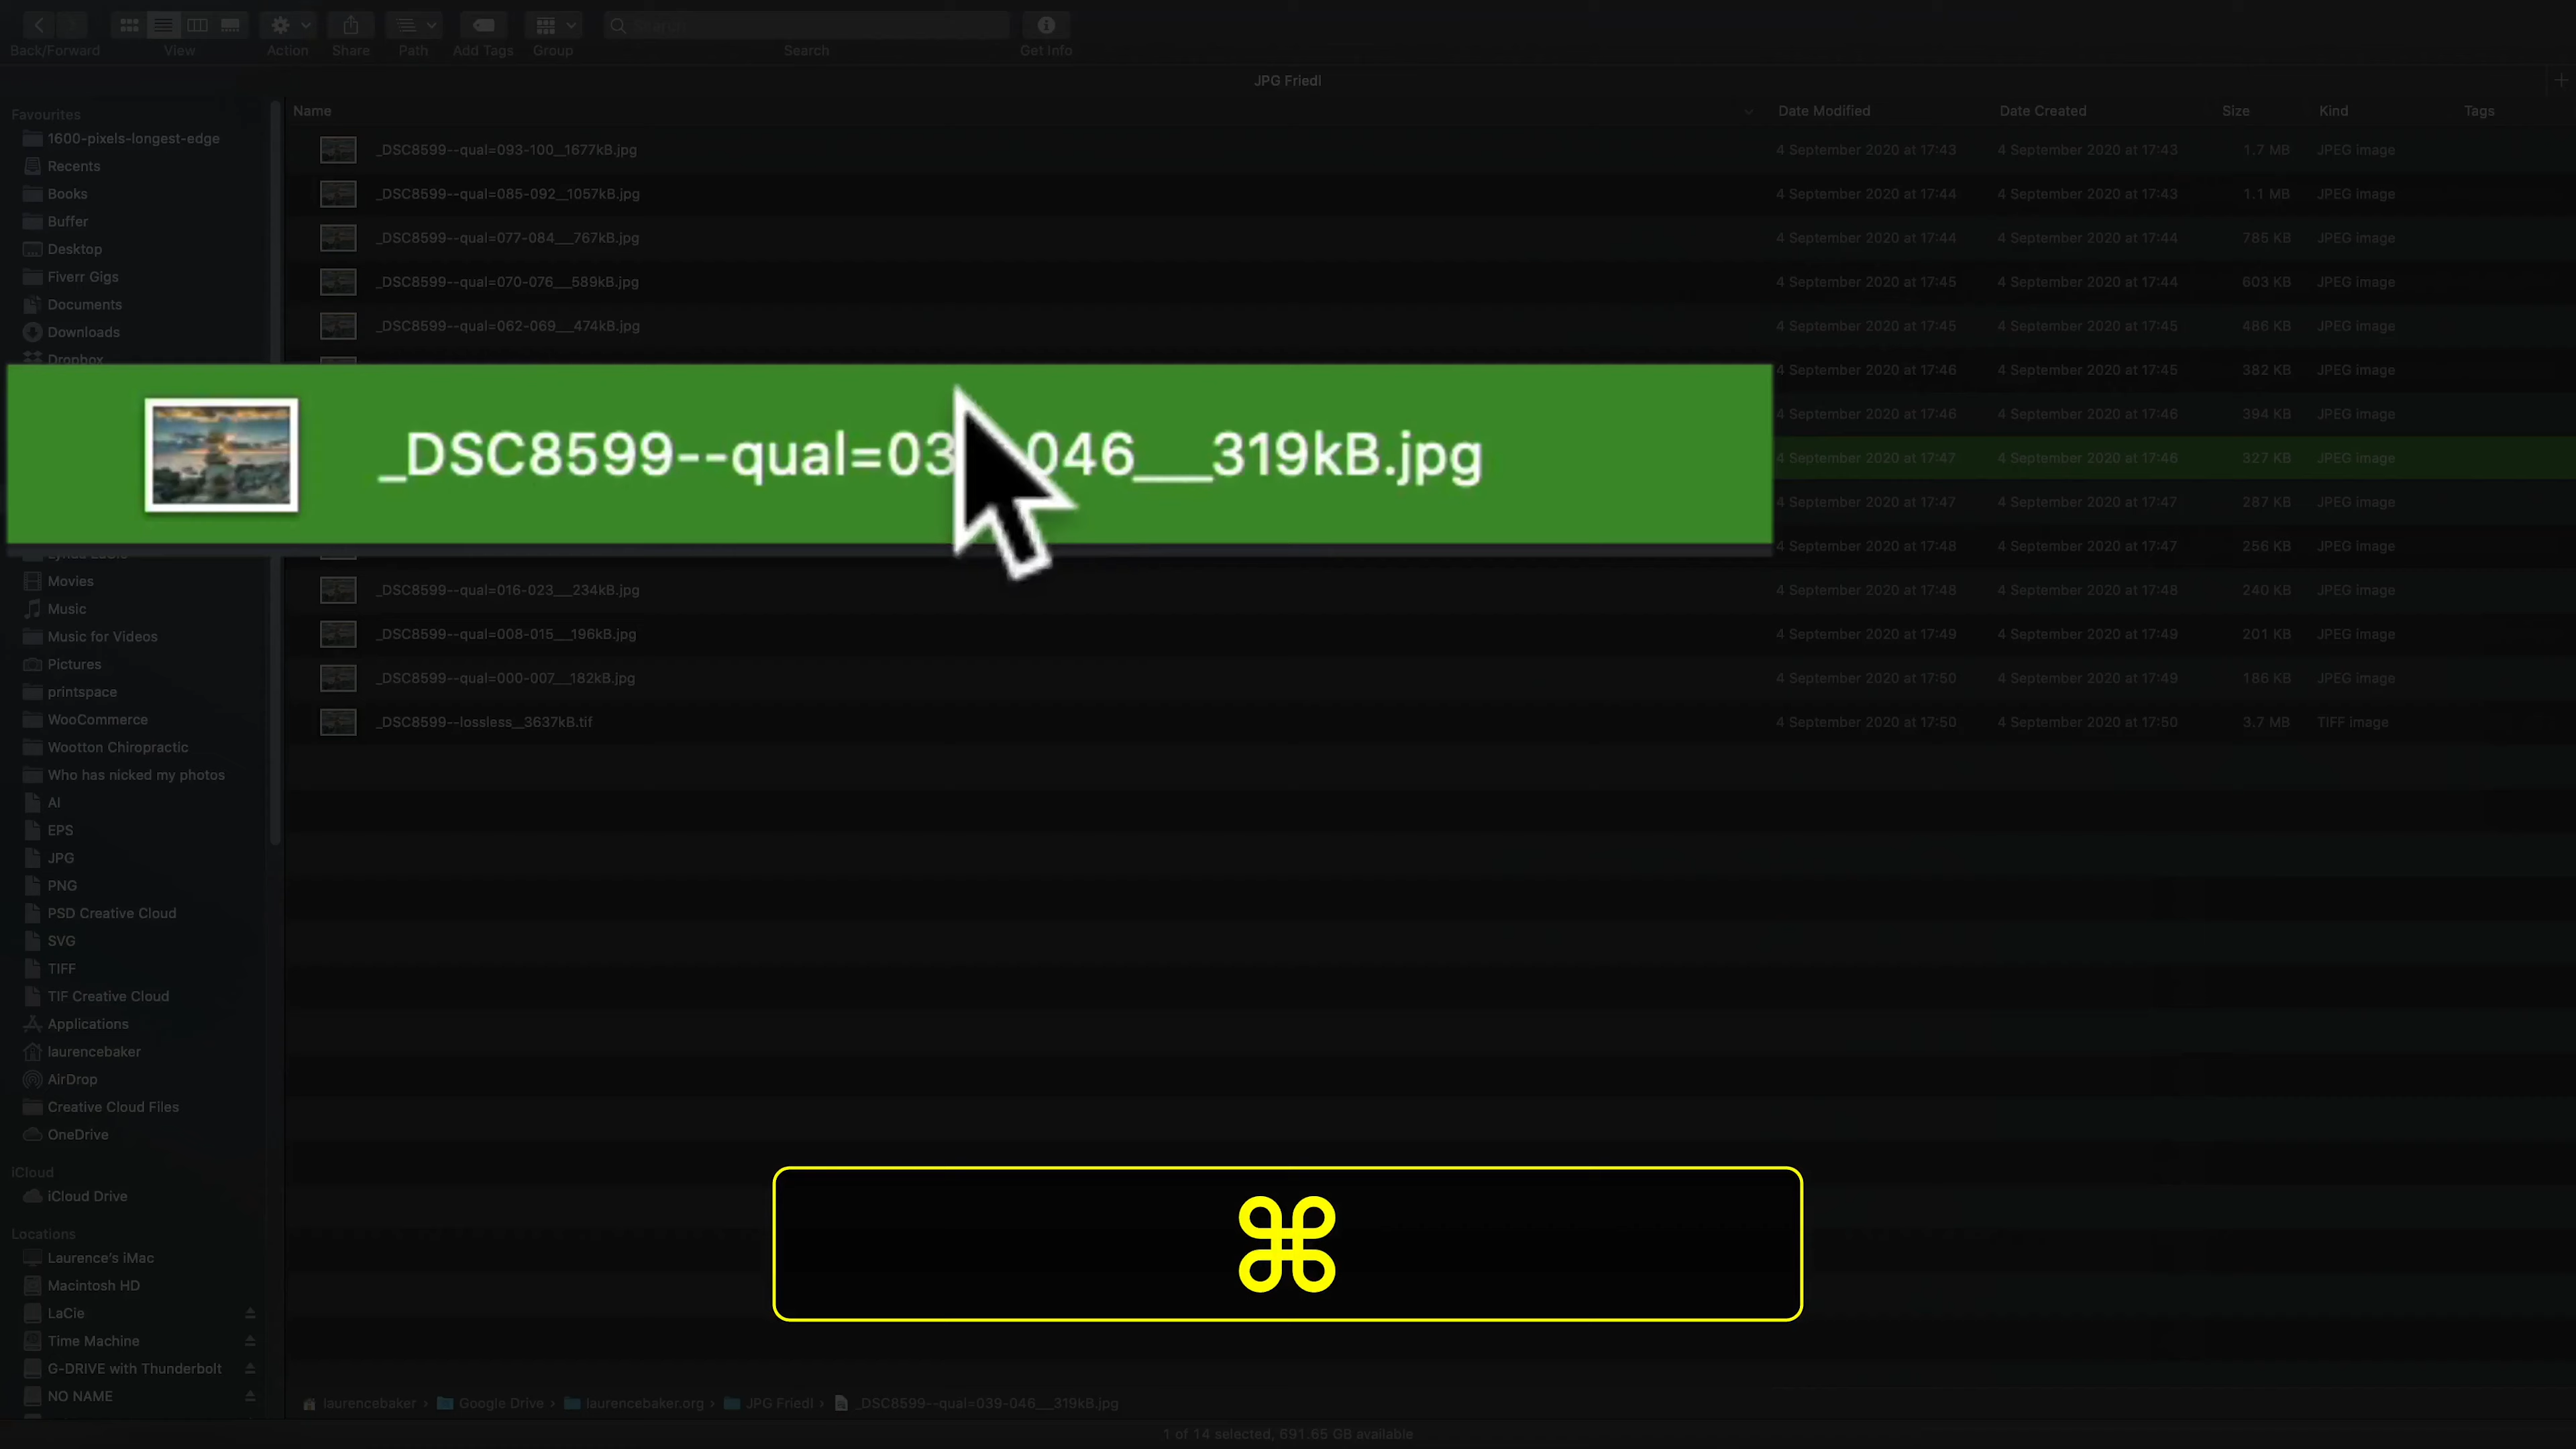 Back/Forward
View
Action
Share
Path
Add Tags
Group
Search
Search
Get Info
JPG Friedl
Favourites
1600-pixels-longest-edge
Recents
Books
Buffer
Desktop
Fiverr Gigs
Documents
Downloads
Dropbox
Movies
Music
Music for Videos
Pictures
printspace
WooCommerce
Wootton Chiropractic
Who has nicked my photos
AI
EPS
JPG
PNG
PSD Creative Cloud
SVG
TIFF
TIF Creative Cloud
Applications
laurencebaker
AirDrop
Creative Cloud Files
OneDrive
iCloud
iCloud Drive
Locations
Laurence's iMac
Macintosh HD
LaCie
Time Machine
G-DRIVE with Thunderbolt
NO NAME
Name Date Modified Date Created Size Kind Tags
_DSC8599--qual=093-100__1677kB.jpg 4 September 2020 at 17:43 4 September 2020 at 17:43 1.7 MB JPEG image
_DSC8599--qual=085-092__1057kB.jpg 4 September 2020 at 17:44 4 September 2020 at 17:43 1.1 MB JPEG image
_DSC8599--qual=077-084___767kB.jpg 4 September 2020 at 17:44 4 September 2020 at 17:44 785 KB JPEG image
_DSC8599--qual=070-076___589kB.jpg 4 September 2020 at 17:45 4 September 2020 at 17:44 603 KB JPEG image
_DSC8599--qual=062-069___474kB.jpg 4 September 2020 at 17:45 4 September 2020 at 17:45 486 KB JPEG image
4 September 2020 at 17:46 4 September 2020 at 17:45 382 KB JPEG image
4 September 2020 at 17:46 4 September 2020 at 17:46 394 KB JPEG image
_DSC8599--qual=039-046___319kB.jpg 4 September 2020 at 17:47 4 September 2020 at 17:46 327 KB JPEG image
4 September 2020 at 17:47 4 September 2020 at 17:47 287 KB JPEG image
4 September 2020 at 17:48 4 September 2020 at 17:47 256 KB JPEG image
_DSC8599--qual=016-023___234kB.jpg 4 September 2020 at 17:48 4 September 2020 at 17:48 240 KB JPEG image
_DSC8599--qual=008-015___196kB.jpg 4 September 2020 at 17:49 4 September 2020 at 17:49 201 KB JPEG image
_DSC8599--qual=000-007___182kB.jpg 4 September 2020 at 17:50 4 September 2020 at 17:49 186 KB JPEG image
_DSC8599--lossless__3637kB.tif 4 September 2020 at 17:50 4 September 2020 at 17:50 3.7 MB TIFF image
⌘
laurencebaker › Google Drive › laurencebaker.org › JPG Friedl › _DSC8599--qual=039-046___319kB.jpg
1 of 14 selected, 691.65 GB available